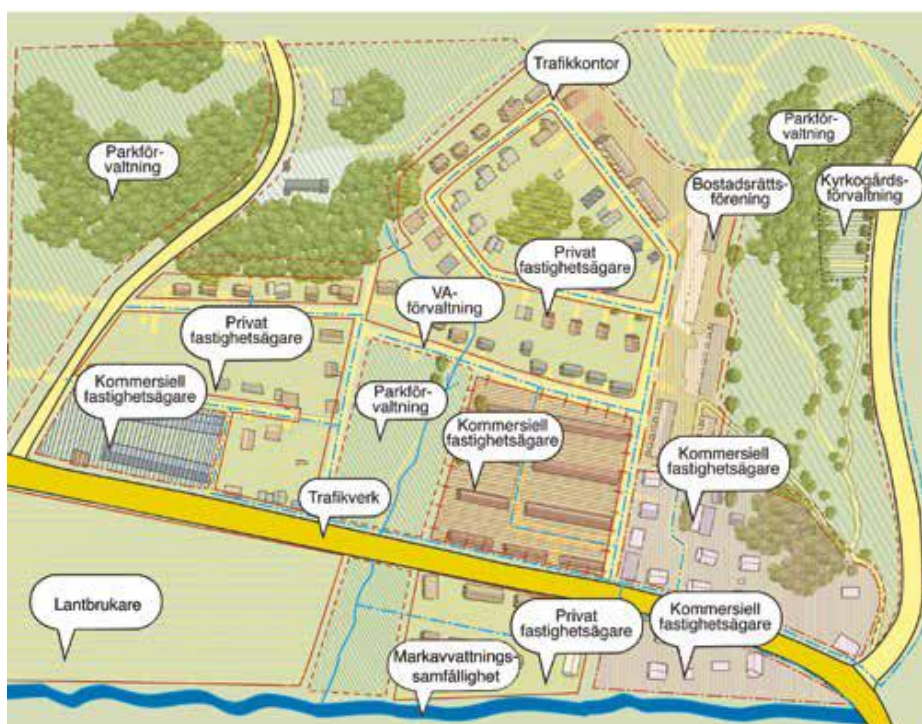 Trafikkontor
Parkför-
valtning
Parkför-
valtning
Bostadsrätts-
förening
Kyrkogårds-
förvaltning
Privat
fastighetsägare
VA-
förvaltning
Privat
fastighetsägare
Kommersiell
fastighetsägare
Parkför-
valtning
Kommersiell
fastighetsägare
Kommersiell
fastighetsägare
Trafikverk
Lantbrukare
Privat
fastighetsägare
Kommersiell
fastighetsägare
Markavvattnings-
samfällighet